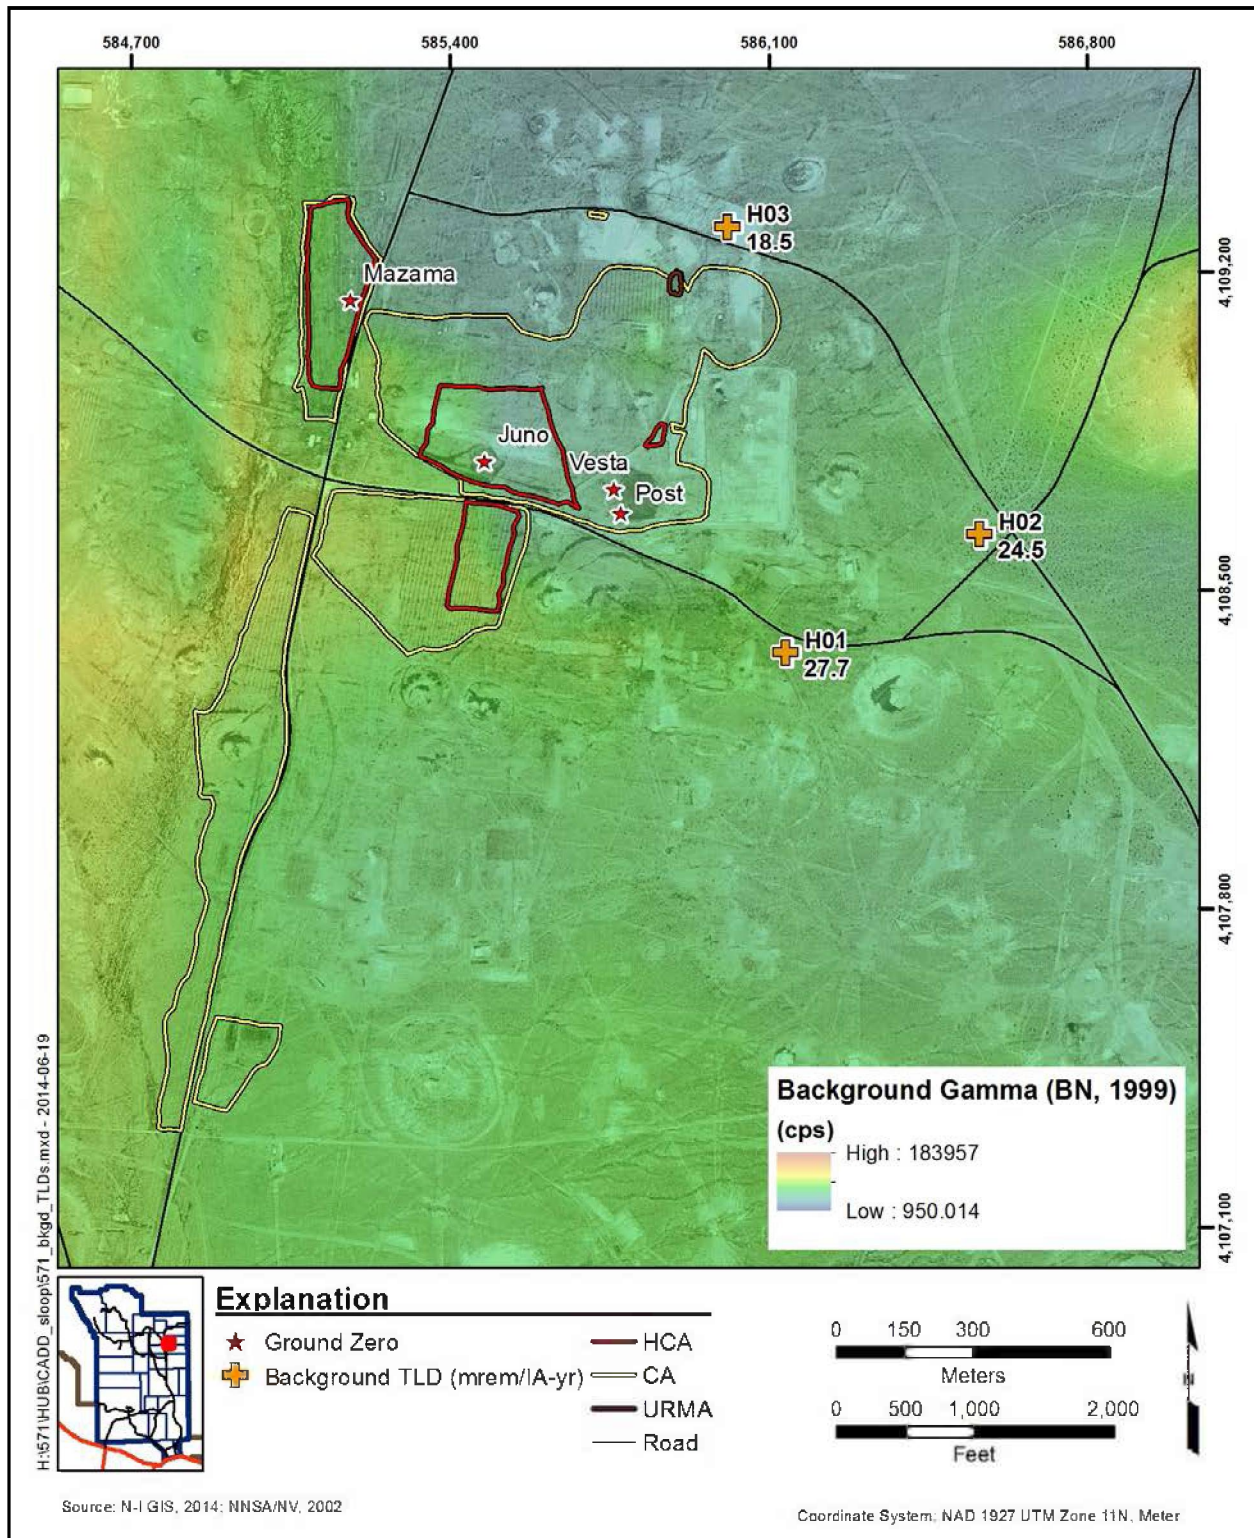 584,700
585,400
586,100
586,800
H03
18.5
4,109,200
Mazama
Juno
Vesta
Post
H02
24.5
4,108,500
H01
27.7
4,107,800
4,107,100
H:\571\HUB\CADD_sloop\571_bkgd_TLDs.mxd - 2014-06-19
Background Gamma (BN, 1999)
(cps)
High : 183957
Low : 950.014
Explanation
Ground Zero
Background TLD (mrem/IA-yr)
HCA
CA
URMA
Road
0 150 300 600
Meters
0 500 1,000 2,000
Feet
Source: N-I GIS, 2014; NNSA/NV, 2002
Coordinate System: NAD 1927 UTM Zone 11N, Meter